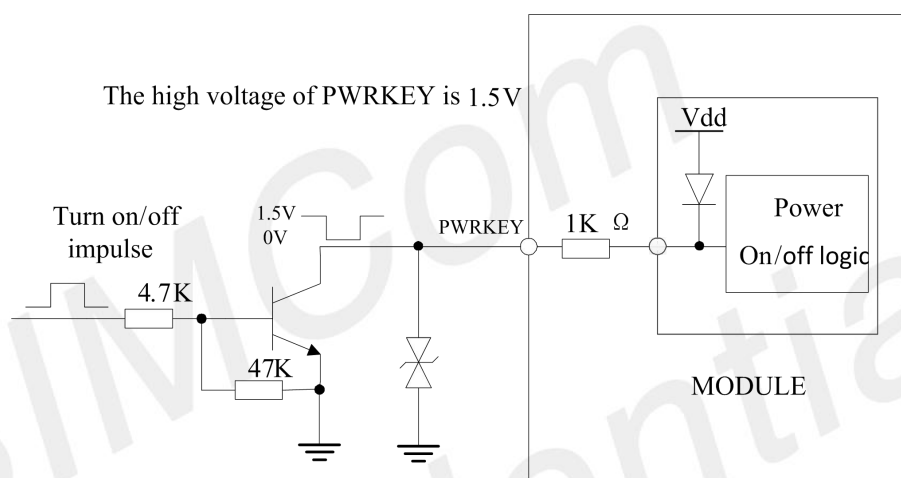 The high voltage of PWRKEY is 1.5V
Vdd
Turn on/off
impulse
1.5V
0V
PWRKEY
1K Ω
Power
On/off logic
4.7K
47K
MODULE
SIMCom